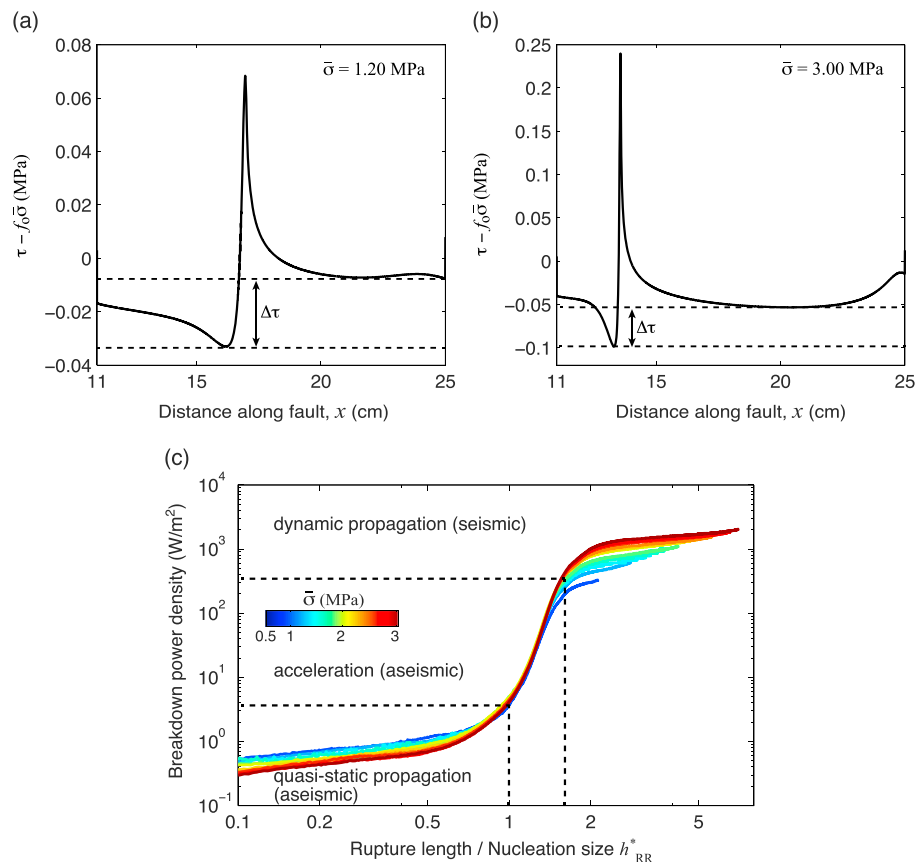 (a)
σ̄ = 1.20 MPa
τ – fₒσ̄ (MPa)
0.08
0.06
0.04
0.02
0
−0.02
−0.04
Δτ
11
15
20
25
Distance along fault, x (cm)
(b)
σ̄ = 3.00 MPa
τ – fₒσ̄ (MPa)
0.25
0.20
0.15
0.1
0.05
0
−0.05
−0.1
Δτ
11
15
20
25
Distance along fault, x (cm)
(c)
Breakdown power density (W/m²)
10⁴
10³
10²
10¹
10⁰
10⁻¹
dynamic propagation (seismic)
σ̄ (MPa)
0.5 1 2 3
acceleration (aseismic)
quasi-static propagation
(aseismic)
0.1 0.2 0.5 1 2 5
Rupture length / Nucleation size h*RR